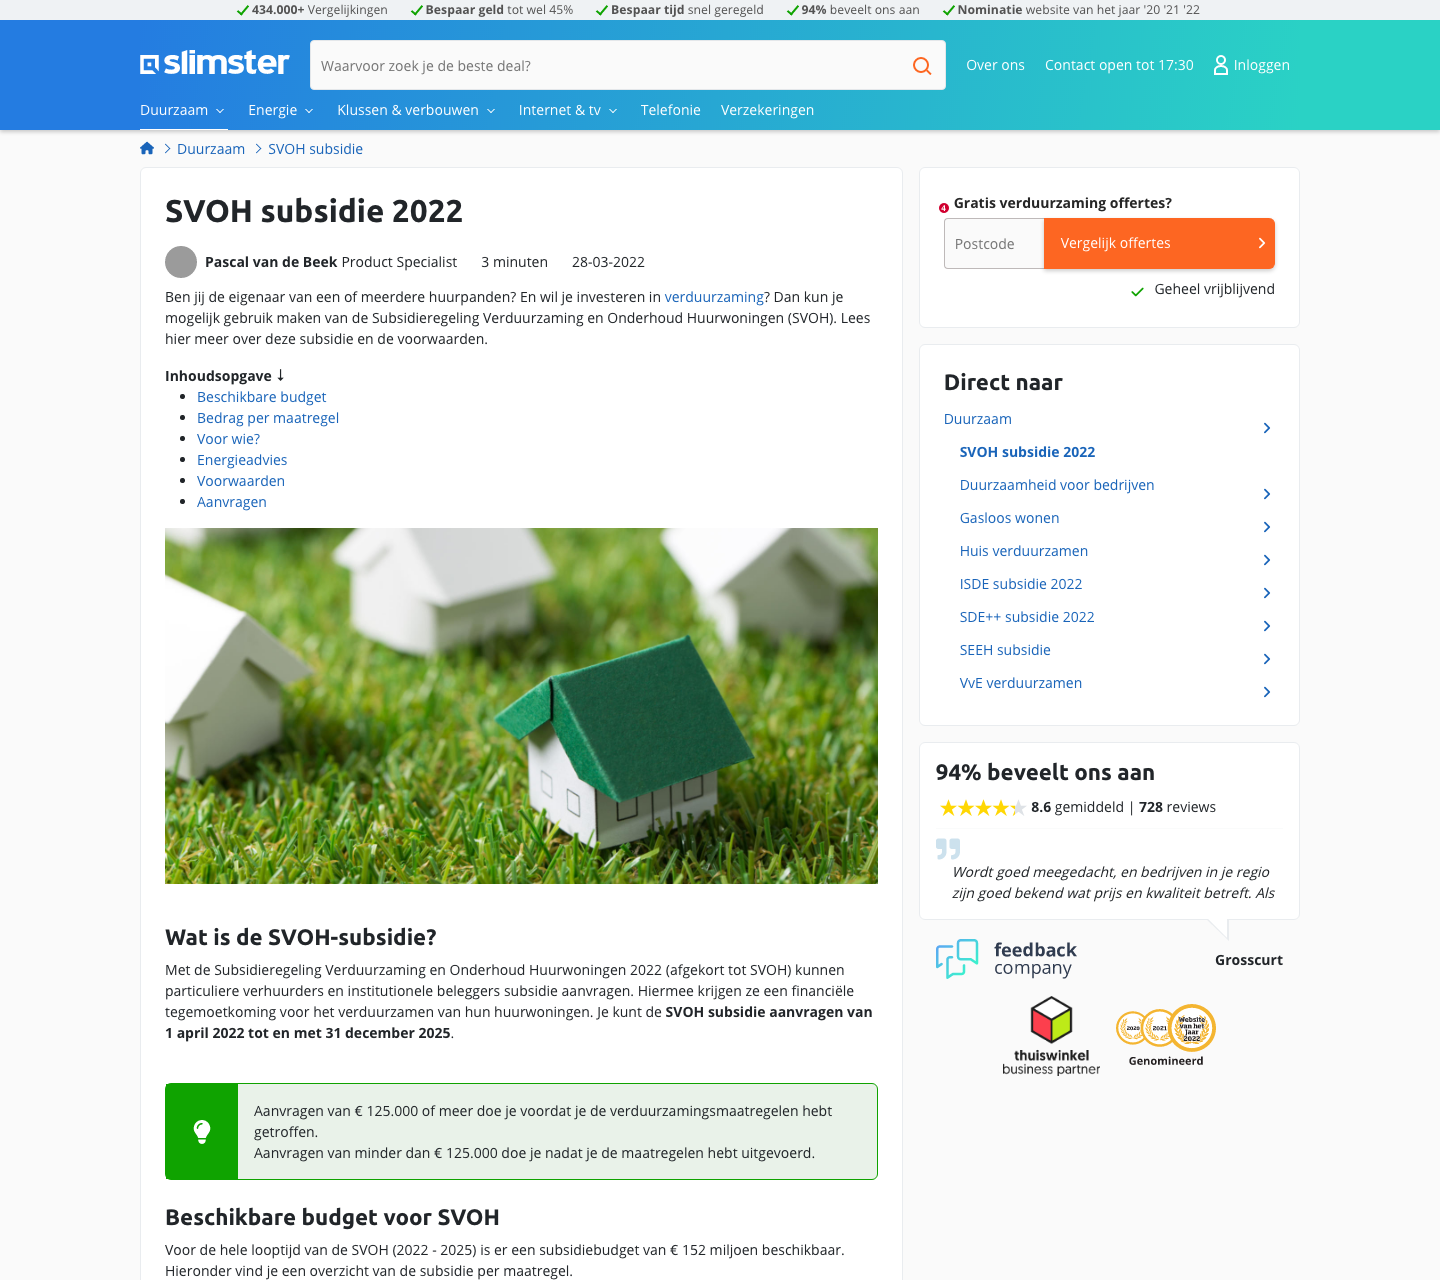 434.000+ Vergelijkingen Bespaar geld tot wel 45% Bespaar tijd snel geregeld 94% beveelt ons aan Nominatie website van het jaar '20 '21 '22
slimster
Waarvoor zoek je de beste deal?
Over ons Contact open tot 17:30 Inloggen
Duurzaam Energie Klussen & verbouwen Internet & tv Telefonie Verzekeringen
Duurzaam SVOH subsidie
SVOH subsidie 2022
Pascal van de Beek Product Specialist 3 minuten 28-03-2022
Ben jij de eigenaar van een of meerdere huurpanden? En wil je investeren in verduurzaming? Dan kun je
mogelijk gebruik maken van de Subsidieregeling Verduurzaming en Onderhoud Huurwoningen (SVOH). Lees
hier meer over deze subsidie en de voorwaarden.
Inhoudsopgave ↓
Beschikbare budget
Bedrag per maatregel
Voor wie?
Energieadvies
Voorwaarden
Aanvragen
Wat is de SVOH-subsidie?
Met de Subsidieregeling Verduurzaming en Onderhoud Huurwoningen 2022 (afgekort tot SVOH) kunnen
particuliere verhuurders en institutionele beleggers subsidie aanvragen. Hiermee krijgen ze een financiële
tegemoetkoming voor het verduurzamen van hun huurwoningen. Je kunt de SVOH subsidie aanvragen van
1 april 2022 tot en met 31 december 2025.
Aanvragen van € 125.000 of meer doe je voordat je de verduurzamingsmaatregelen hebt
getroffen.
Aanvragen van minder dan € 125.000 doe je nadat je de maatregelen hebt uitgevoerd.
Beschikbare budget voor SVOH
Voor de hele looptijd van de SVOH (2022 - 2025) is er een subsidiebudget van € 152 miljoen beschikbaar.
Hieronder vind je een overzicht van de subsidie per maatregel.
4 Gratis verduurzaming offertes?
Postcode Vergelijk offertes
Geheel vrijblijvend
Direct naar
Duurzaam
SVOH subsidie 2022
Duurzaamheid voor bedrijven
Gasloos wonen
Huis verduurzamen
ISDE subsidie 2022
SDE++ subsidie 2022
SEEH subsidie
VvE verduurzamen
94% beveelt ons aan
8.6 gemiddeld | 728 reviews
Wordt goed meegedacht, en bedrijven in je regio
zijn goed bekend wat prijs en kwaliteit betreft. Als
feedback
company
Grosscurt
thuiswinkel
business partner
2020 2021 Website
van het
Jaar
2022
Genomineerd